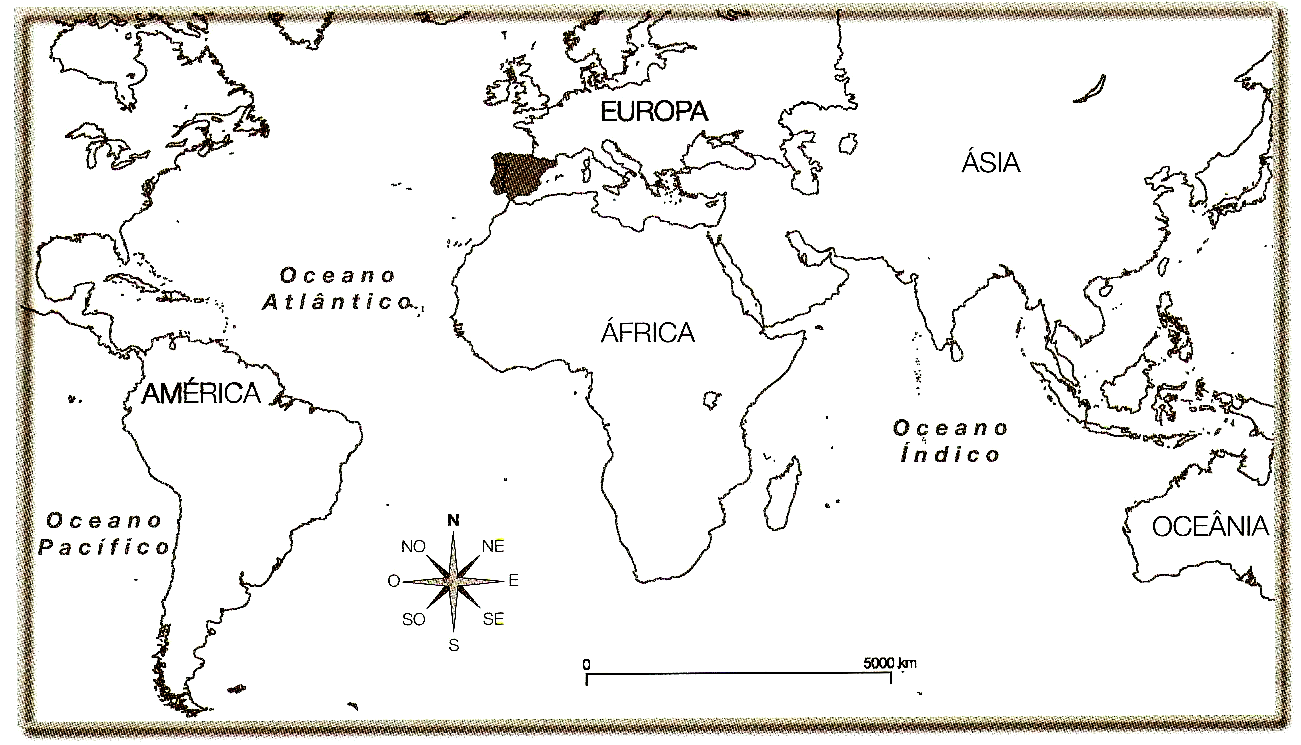 EUROPA
ÁSIA
Oceano
Atlântico
ÁFRICA
AMÉRICA
Oceano
Índico
Oceano
Pacífico
OCEÂNIA
N
NO
NE
O
E
SO
SE
S
0
5000 km